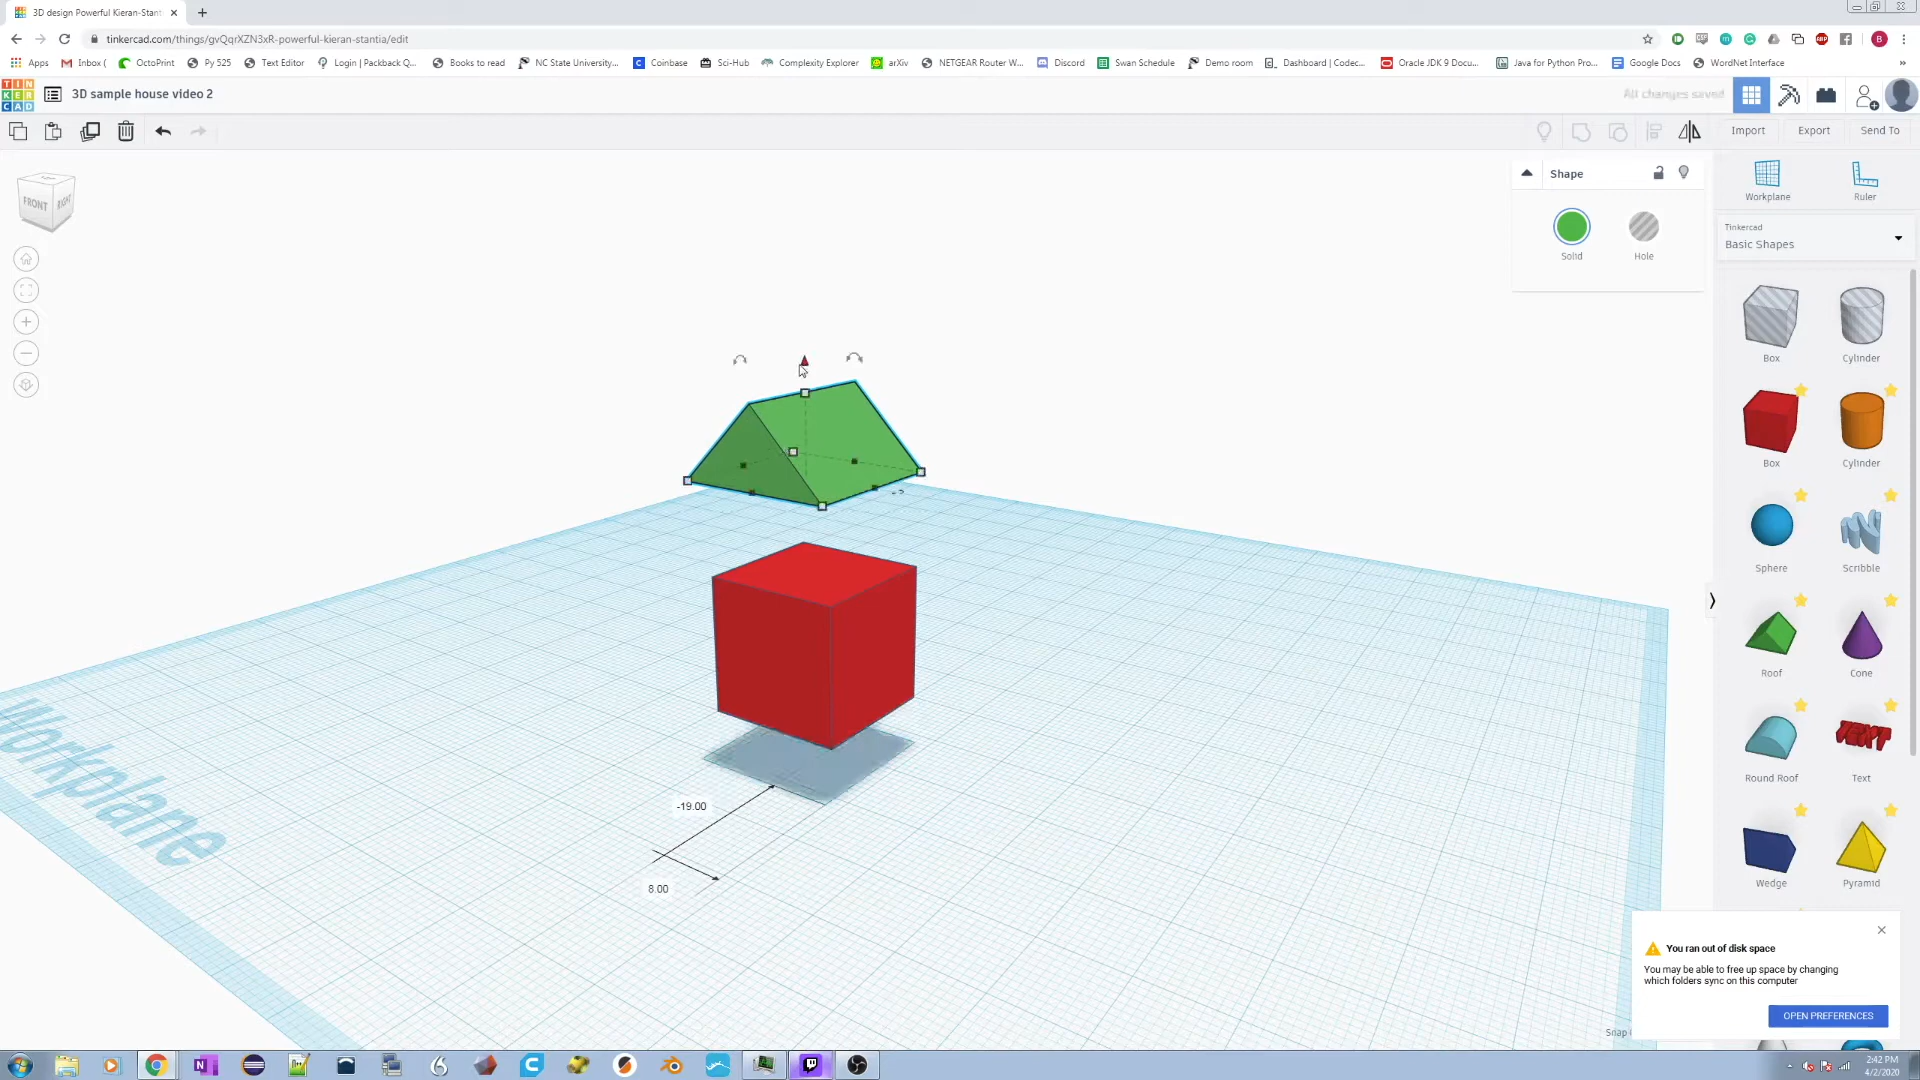 3D design Powerful Kieran-Stant
tinkercad.com/things/gvQqrXZN3xR-powerful-kieran-stantia/edit
Apps Inbox ( OctoPrint Py 525 Text Editor Login | Packback Q... Books to read NC State University... Coinbase Sci-Hub Complexity Explorer arXiv NETGEAR Router W... Discord Swan Schedule Demo room Dashboard | Codec... Oracle JDK 9 Docu... Java for Python Pro... Google Docs WordNet Interface
TIN
KER
CAD
3D sample house video 2
All changes saved
Import Export Send To
FRONT RIGHT
Shape
Solid Hole
Workplane Ruler
Tinkercad
Basic Shapes
Box Cylinder
Box Cylinder
Sphere Scribble
Roof Cone
TEXT
Round Roof Text
Wedge Pyramid
Workplane
-19.00
8.00
You ran out of disk space
You may be able to free up space by changing
which folders sync on this computer
OPEN PREFERENCES
Snap
2:42 PM
4/2/2020